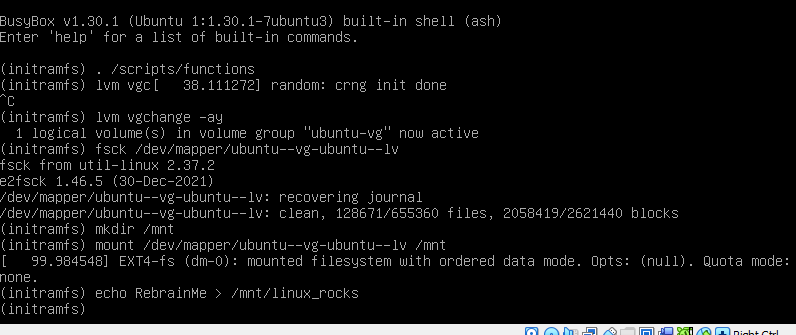 BusyBox v1.30.1 (Ubuntu 1:1.30.1-7ubuntu3) built-in shell (ash)
Enter 'help' for a list of built-in commands.
(initramfs) . /scripts/functions
(initramfs) lvm vgc[   38.111272] random: crng init done
^C
(initramfs) lvm vgchange -ay
  1 logical volume(s) in volume group "ubuntu-vg" now active
(initramfs) fsck /dev/mapper/ubuntu--vg-ubuntu--lv
fsck from util-linux 2.37.2
e2fsck 1.46.5 (30-Dec-2021)
/dev/mapper/ubuntu--vg-ubuntu--lv: recovering journal
/dev/mapper/ubuntu--vg-ubuntu--lv: clean, 128671/655360 files, 2058419/2621440 blocks
(initramfs) mkdir /mnt
(initramfs) mount /dev/mapper/ubuntu--vg-ubuntu--lv /mnt
[   99.984548] EXT4-fs (dm-0): mounted filesystem with ordered data mode. Opts: (null). Quota mode:
none.
(initramfs) echo RebrainMe > /mnt/linux_rocks
(initramfs)
Right Ctrl